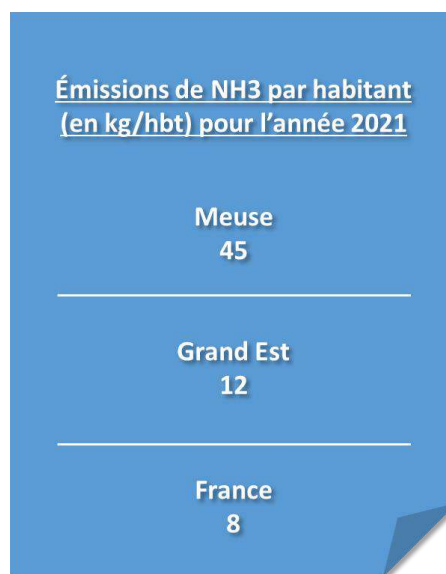 Émissions de NH3 par habitant
(en kg/hbt) pour l’année 2021
Meuse
45
Grand Est
12
France
8